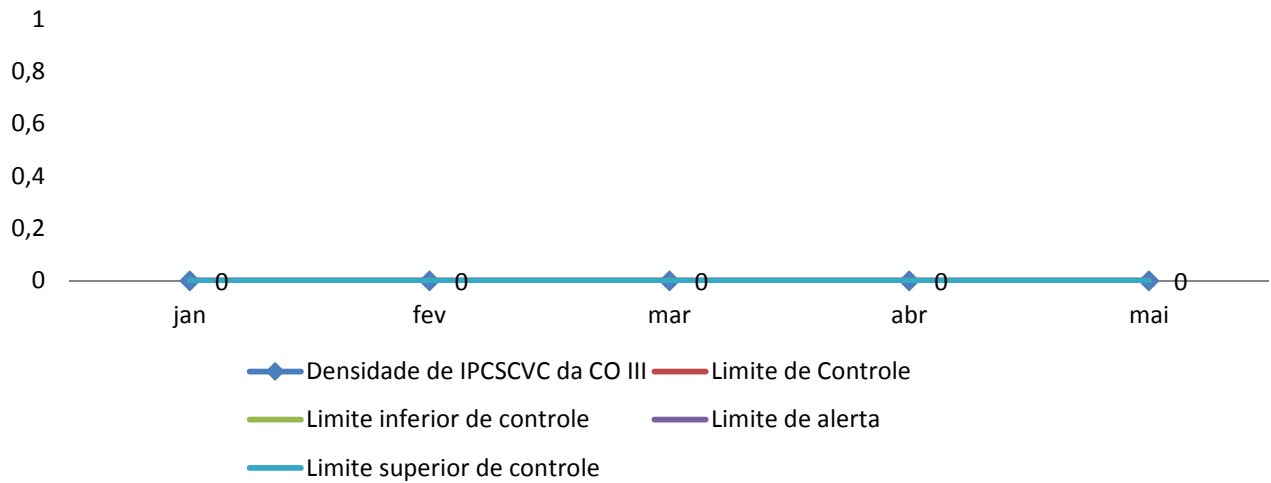 1
0,8
0,6
0,4
0,2
0
0 0 0 0 0
jan fev mar abr mai
Densidade de IPCSCVC da CO III Limite de Controle
Limite inferior de controle Limite de alerta
Limite superior de controle